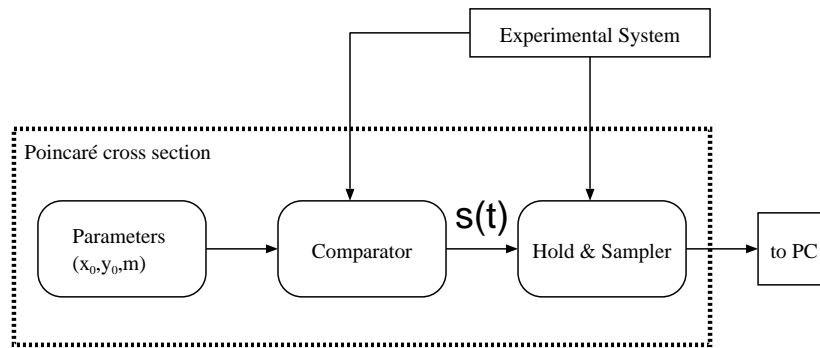 Experimental System
Poincaré cross section
Parameters
(x₀,y₀,m)
Comparator
s(t)
Hold & Sampler
to PC